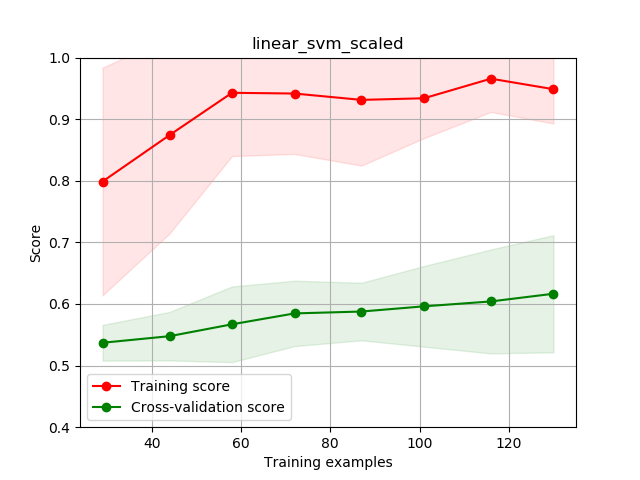 linear_svm_scaled
1.0
0.9
0.8
0.7
0.6
0.5
0.4
Score
Training score
Cross-validation score
40
60
80
100
120
Training examples